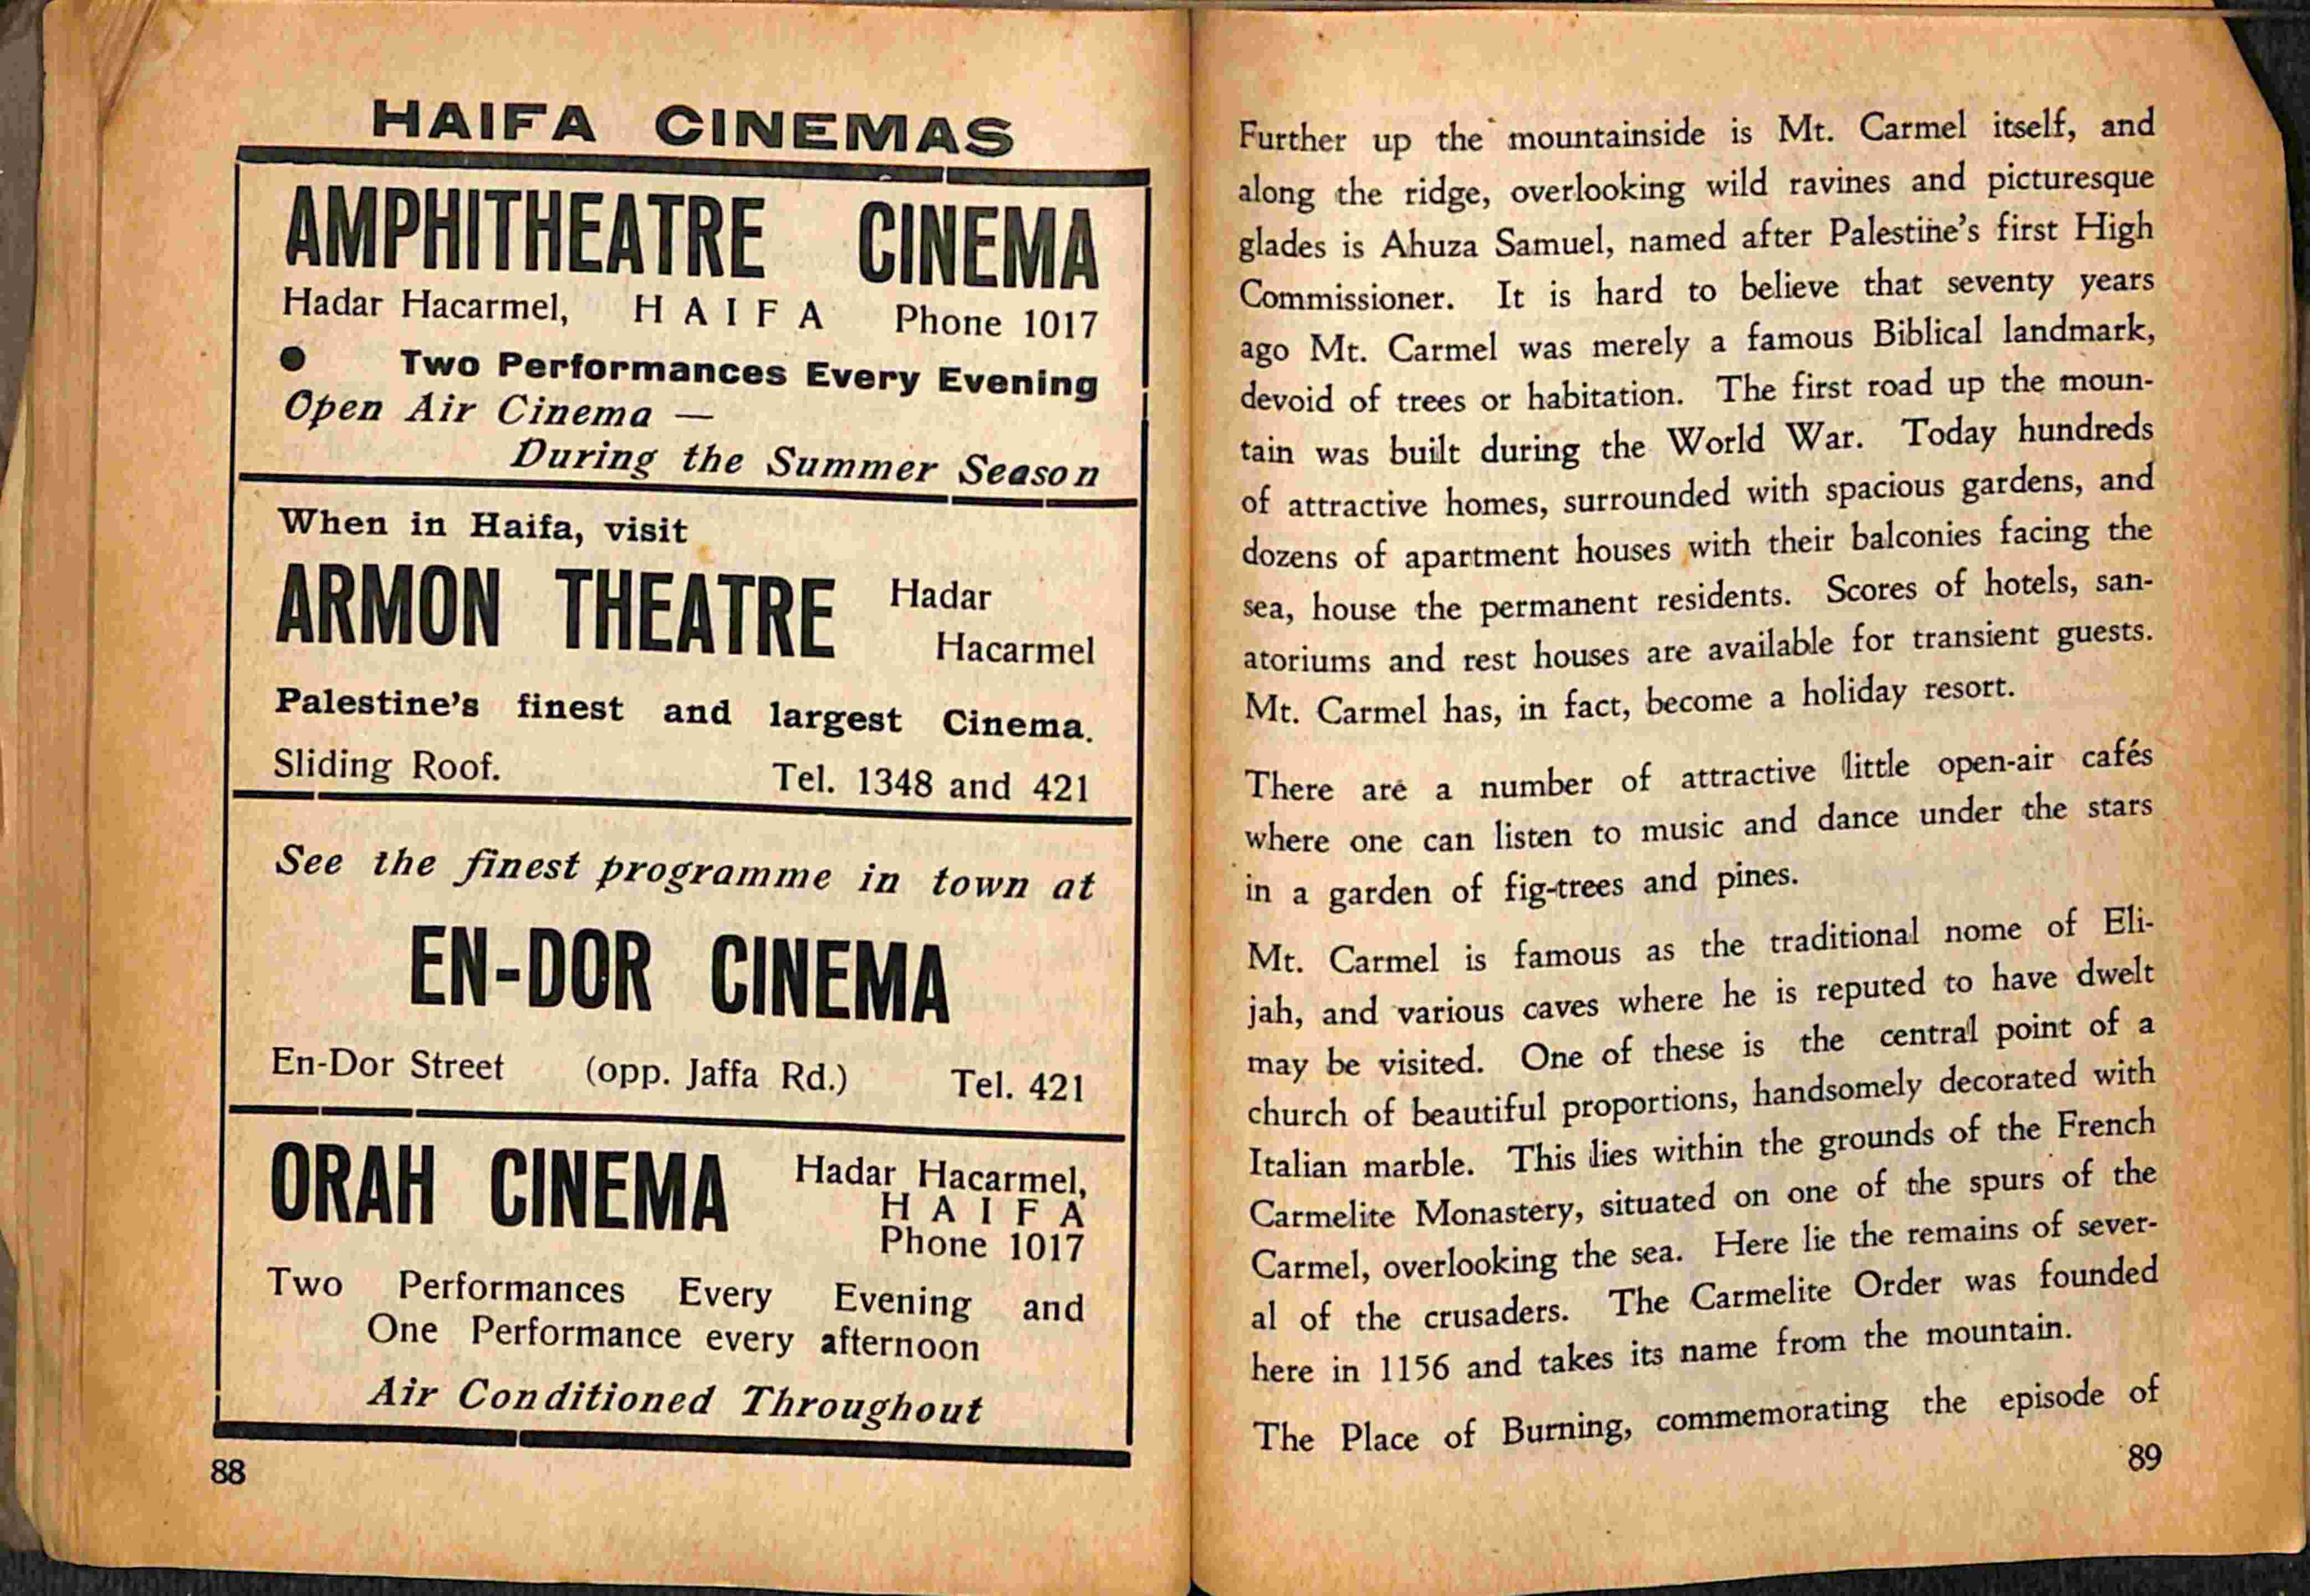 HAIFA CINEMAS
AMPHITHEATRE CINEMA
Hadar Hacarmel, HAIFA Phone 1017
● Two Performances Every Evening
Open Air Cinema —
During the Summer Season
When in Haifa, visit
ARMON THEATRE Hadar
Hacarmel
Palestine's finest and largest Cinema.
Sliding Roof. Tel. 1348 and 421
See the finest programme in town at
EN-DOR CINEMA
En-Dor Street (opp. Jaffa Rd.) Tel. 421
ORAH CINEMA Hadar Hacarmel,
HAIFA
Phone 1017
Two Performances Every Evening and
One Performance every afternoon
Air Conditioned Throughout
88
Further up the mountainside is Mt. Carmel itself, and
along the ridge, overlooking wild ravines and picturesque
glades is Ahuza Samuel, named after Palestine's first High
Commissioner. It is hard to believe that seventy years
ago Mt. Carmel was merely a famous Biblical landmark,
devoid of trees or habitation. The first road up the moun-
tain was built during the World War. Today hundreds
of attractive homes, surrounded with spacious gardens, and
dozens of apartment houses with their balconies facing the
sea, house the permanent residents. Scores of hotels, san-
atoriums and rest houses are available for transient guests.
Mt. Carmel has, in fact, become a holiday resort.
There are a number of attractive little open-air cafés
where one can listen to music and dance under the stars
in a garden of fig-trees and pines.
Mt. Carmel is famous as the traditional nome of Eli-
jah, and various caves where he is reputed to have dwelt
may be visited. One of these is the central point of a
church of beautiful proportions, handsomely decorated with
Italian marble. This lies within the grounds of the French
Carmelite Monastery, situated on one of the spurs of the
Carmel, overlooking the sea. Here lie the remains of sever-
al of the crusaders. The Carmelite Order was founded
here in 1156 and takes its name from the mountain.
The Place of Burning, commemorating the episode of
89